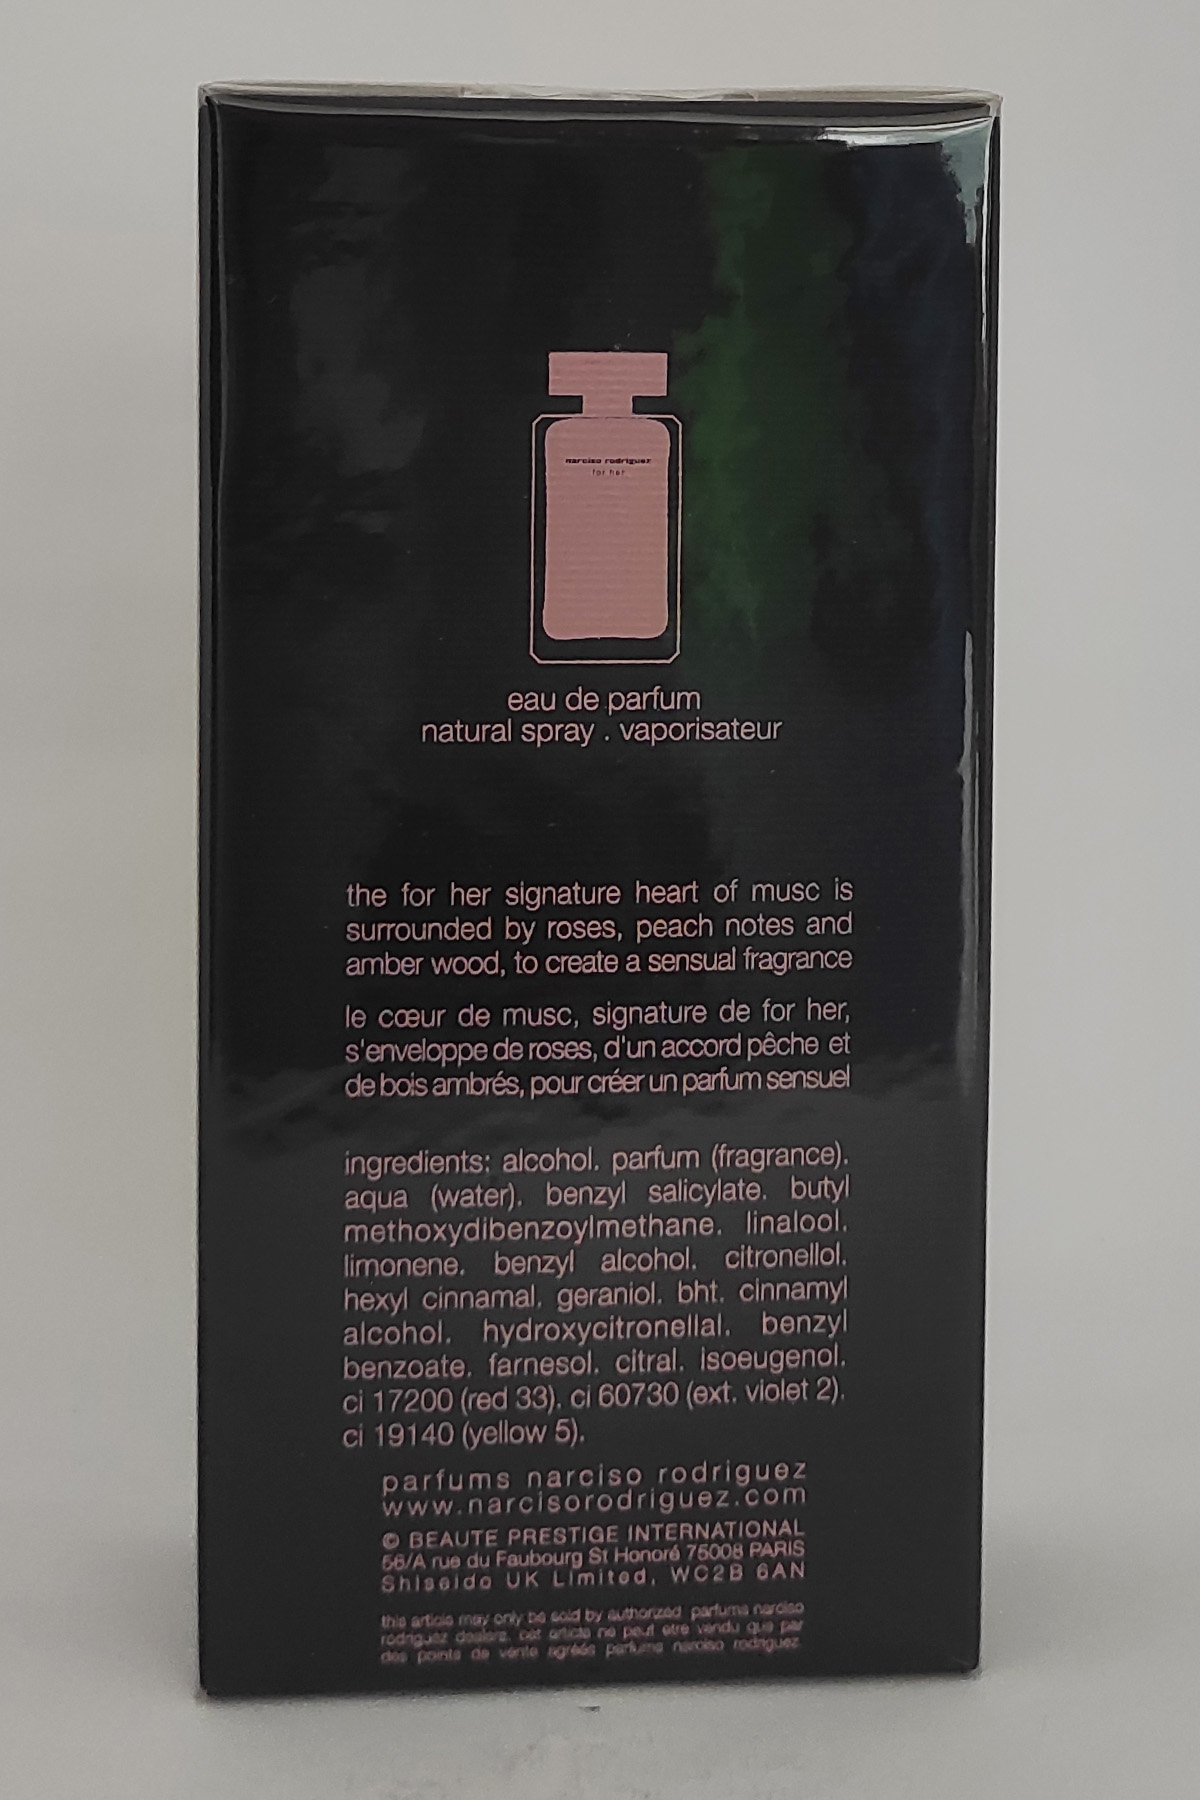 narciso rodriguez
for her
eau de parfum
natural spray . vaporisateur
the for her signature heart of musc is
surrounded by roses, peach notes and
amber wood, to create a sensual fragrance
le cœur de musc, signature de for her,
s'enveloppe de roses, d'un accord pêche et
de bois ambrés, pour créer un parfum sensuel
ingredients: alcohol. parfum (fragrance).
aqua (water). benzyl salicylate. butyl
methoxydibenzoylmethane. linalool.
limonene. benzyl alcohol. citronellol.
hexyl cinnamal. geraniol. bht. cinnamyl
alcohol. hydroxycitronellal. benzyl
benzoate. farnesol. citral. isoeugenol.
ci 17200 (red 33). ci 60730 (ext. violet 2).
ci 19140 (yellow 5).
parfums narciso rodriguez
www.narcisorodriguez.com
© BEAUTE PRESTIGE INTERNATIONAL
56/A rue du Faubourg St Honoré 75008 PARIS
Shiseido UK Limited, WC2B 6AN
this article may only be sold by authorized parfums narciso
rodriguez dealers. cet article ne peut etre vendu que par
des points de vente agréés parfums narciso rodriguez.